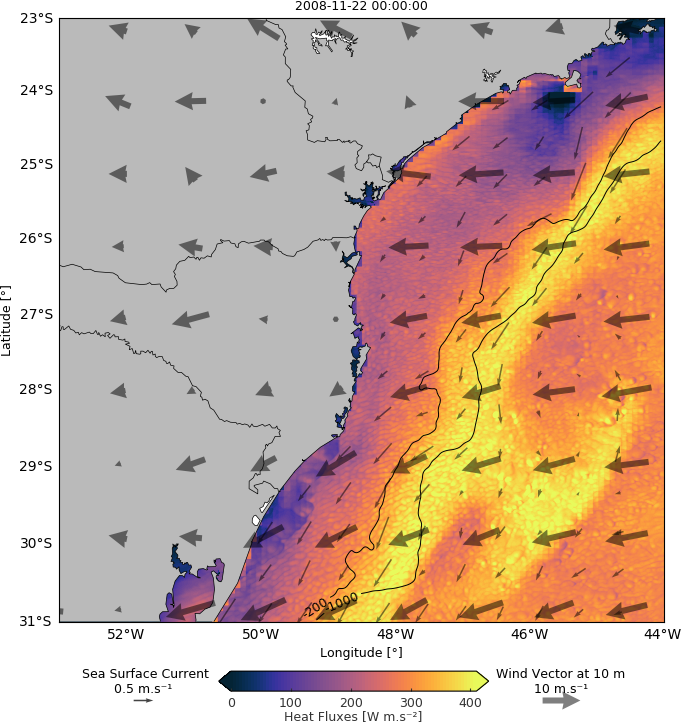 2008-11-22 00:00:00
23°S
24°S
25°S
26°S
27°S
28°S
29°S
30°S
31°S
Latitude [°]
-200
-1000
52°W 50°W 48°W 46°W 44°W
Longitude [°]
Sea Surface Current
0.5 m.s⁻¹
0 100 200 300 400
Heat Fluxes [W m.s⁻²]
Wind Vector at 10 m
10 m.s⁻¹